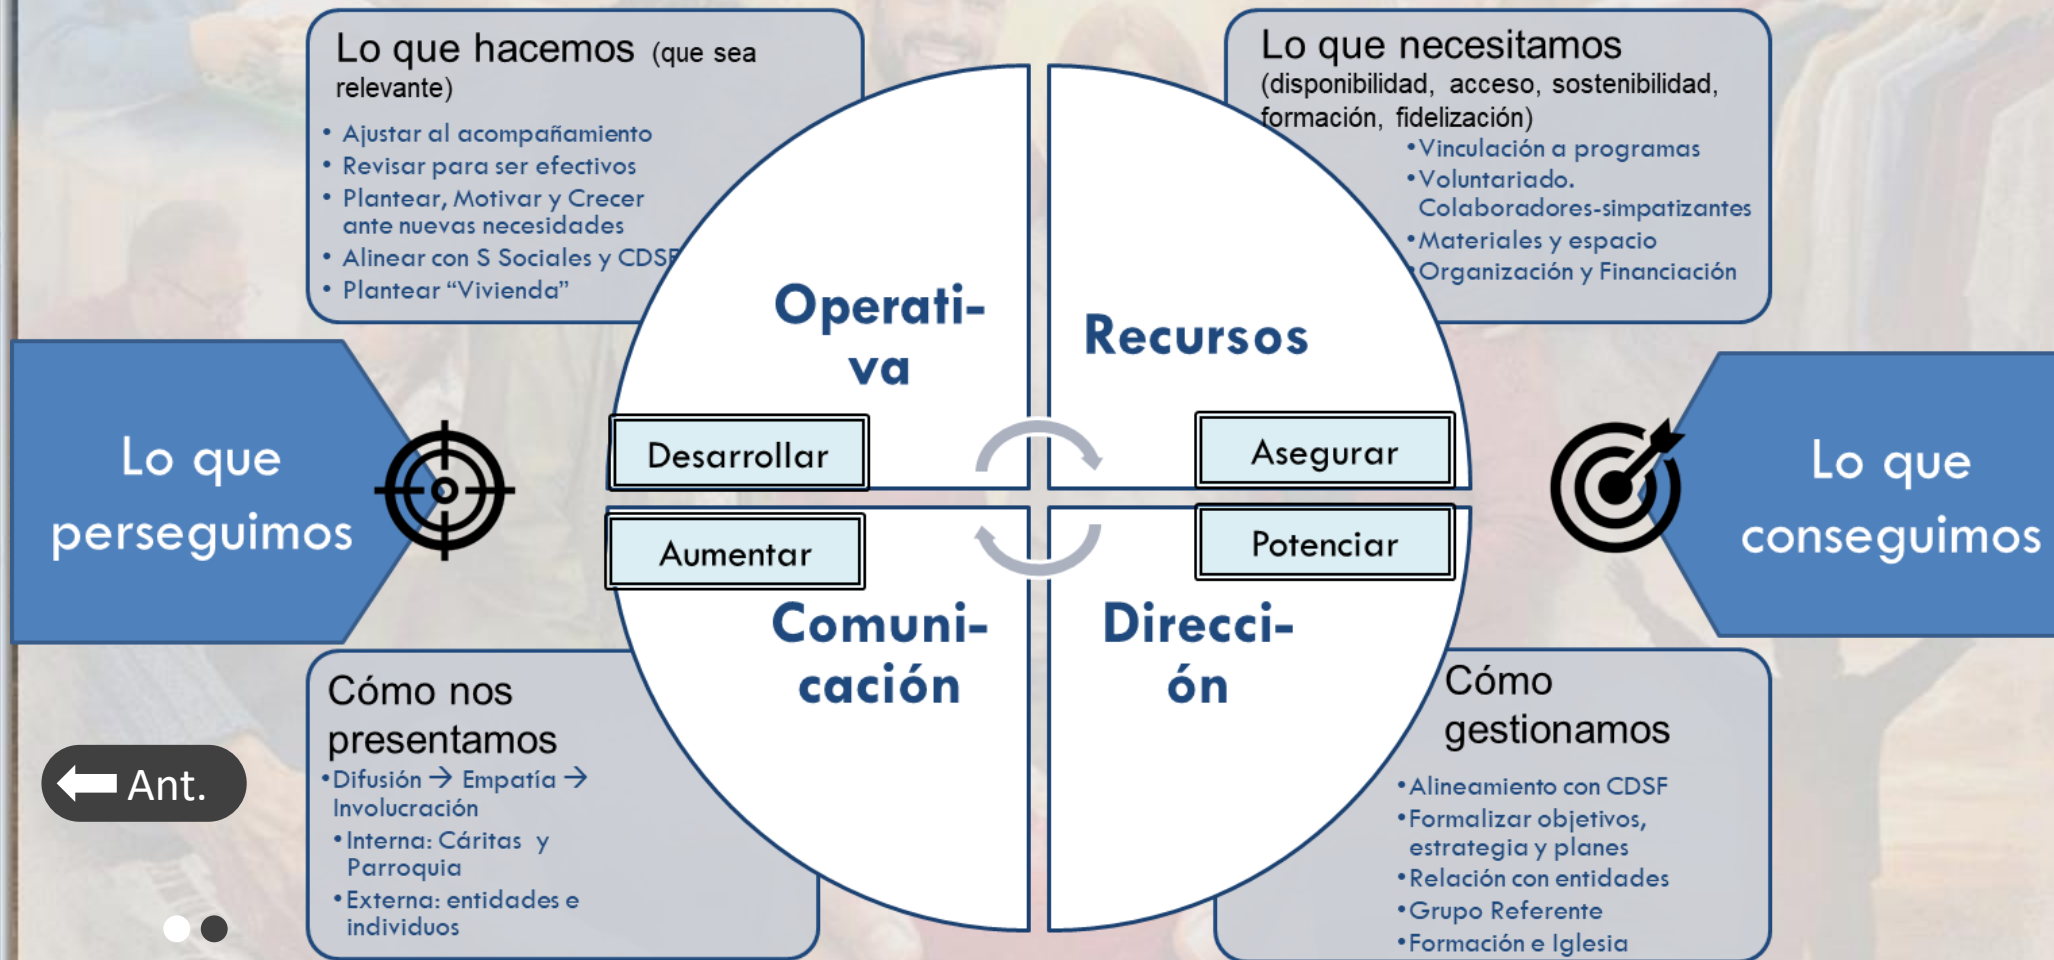 Lo que hacemos (que sea
relevante)
• Ajustar al acompañamiento
• Revisar para ser efectivos
• Plantear, Motivar y Crecer
ante nuevas necesidades
• Alinear con S Sociales y CDSF
• Plantear “Vivienda”
Lo que necesitamos
(disponibilidad, acceso, sostenibilidad,
formación, fidelización)
• Vinculación a programas
• Voluntariado.
Colaboradores-simpatizantes
• Materiales y espacio
• Organización y Financiación
Operati-
va
Recursos
Desarrollar
Asegurar
Lo que
perseguimos
Lo que
conseguimos
Aumentar
Potenciar
Comuni-
cación
Direcci-
ón
Cómo nos
presentamos
• Difusión → Empatía →
Involucración
• Interna: Cáritas y
Parroquia
• Externa: entidades e
individuos
Cómo
gestionamos
• Alineamiento con CDSF
• Formalizar objetivos,
estrategia y planes
• Relación con entidades
• Grupo Referente
• Formación e Iglesia
Ant.